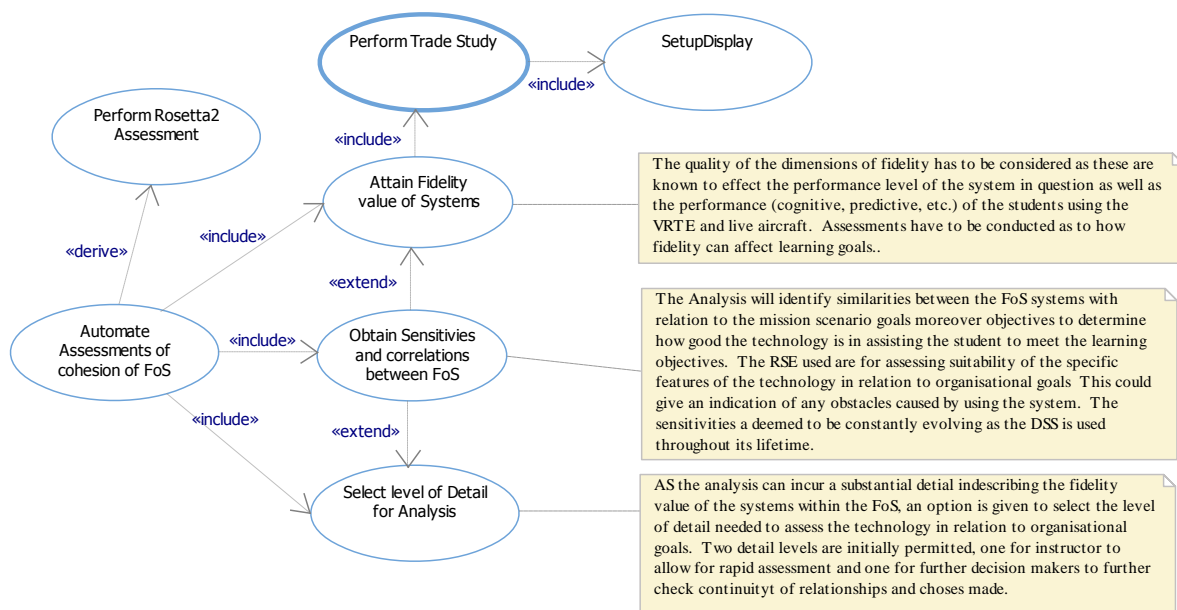 Perform Trade Study
SetupDisplay
«include»
Perform Rosetta2
Assessment
«include»
Attain Fidelity
value of Systems
The quality of the dimensions of fidelity has to be considered as these are
known to effect the performance level of the system in question as well as
the performance (cognitive, predictive, etc.) of the students using the
VRTE and live aircraft. Assessments have to be conducted as to how
fidelity can affect learning goals..
«include»
«derive»
«extend»
Automate
Assessments of
cohesion of FoS
«include»
Obtain Sensitivies
and correlations
between FoS
The Analysis will identify similarities between the FoS systems with
relation to the mission scenario goals moreover objectives to determine
how good the technology is in assisting the student to meet the learning
objectives. The RSE used are for assessing suitability of the specific
features of the technology in relation to organisational goals This could
give an indication of any obstacles caused by using the system. The
sensitivities a deemed to be constantly evolving as the DSS is used
throughout its lifetime.
«include»
«extend»
Select level of Detail
for Analysis
AS the analysis can incur a substantial detial indescribing the fidelity
value of the systems within the FoS, an option is given to select the level
of detail needed to assess the technology in relation to organisational
goals. Two detail levels are initially permitted, one for instructor to
allow for rapid assessment and one for further decision makers to further
check continuityt of relationships and choses made.